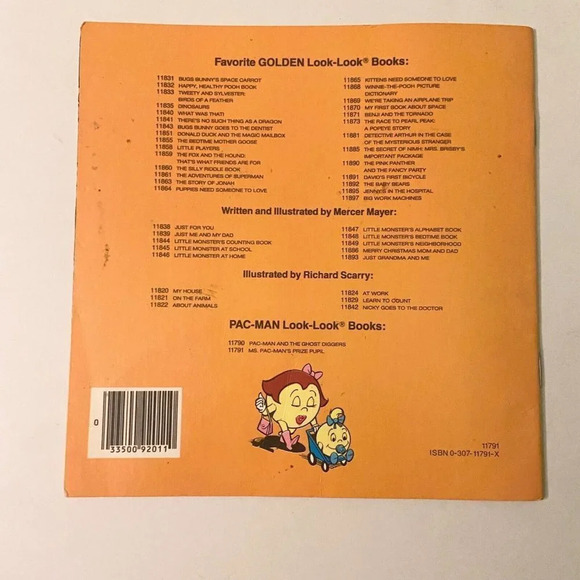 Favorite GOLDEN Look-Look® Books:
11831 BUGS BUNNY'S SPACE CARROT
11832 HAPPY, HEALTHY POOH BOOK
11833 TWEETY AND SYLVESTER:
BIRDS OF A FEATHER
11835 DINOSAURS
11840 WHAT WAS THAT!
11841 THERE'S NO SUCH THING AS A DRAGON
11843 BUGS BUNNY GOES TO THE DENTIST
11851 DONALD DUCK AND THE MAGIC MAILBOX
11855 THE BEDTIME MOTHER GOOSE
11858 LITTLE PLAYERS
11859 THE FOX AND THE HOUND:
THAT'S WHAT FRIENDS ARE FOR
11860 THE SILLY RIDDLE BOOK
11861 THE ADVENTURES OF SUPERMAN
11863 THE STORY OF JONAH
11864 PUPPIES NEED SOMEONE TO LOVE
11865 KITTENS NEED SOMEONE TO LOVE
11868 WINNIE-THE-POOH PICTURE
DICTIONARY
11869 WE'RE TAKING AN AIRPLANE TRIP
11870 MY FIRST BOOK ABOUT SPACE
11871 BENJI AND THE TORNADO
11873 THE RACE TO PEARL PEAK:
A POPEYE STORY
11881 DETECTIVE ARTHUR IN THE CASE
OF THE MYSTERIOUS STRANGER
11885 THE SECRET OF NIMH: MRS. BRISBY'S
IMPORTANT PACKAGE
11890 THE PINK PANTHER
AND THE FANCY PARTY
11891 DAVID'S FIRST BICYCLE
11892 THE BABY BEARS
11895 JENNY'S IN THE HOSPITAL
11897 BIG WORK MACHINES
Written and Illustrated by Mercer Mayer:
11838 JUST FOR YOU
11839 JUST ME AND MY DAD
11844 LITTLE MONSTER'S COUNTING BOOK
11845 LITTLE MONSTER AT SCHOOL
11846 LITTLE MONSTER AT HOME
11847 LITTLE MONSTER'S ALPHABET BOOK
11848 LITTLE MONSTER'S BEDTIME BOOK
11849 LITTLE MONSTER'S NEIGHBORHOOD
11886 MERRY CHRISTMAS MOM AND DAD
11893 JUST GRANDMA AND ME
Illustrated by Richard Scarry:
11820 MY HOUSE
11821 ON THE FARM
11822 ABOUT ANIMALS
11824 AT WORK
11829 LEARN TO COUNT
11842 NICKY GOES TO THE DOCTOR
PAC-MAN Look-Look® Books:
11790 PAC-MAN AND THE GHOST DIGGERS
11791 MS. PAC-MAN'S PRIZE PUPIL
0
33500 92011
11791
ISBN 0-307-11791-X